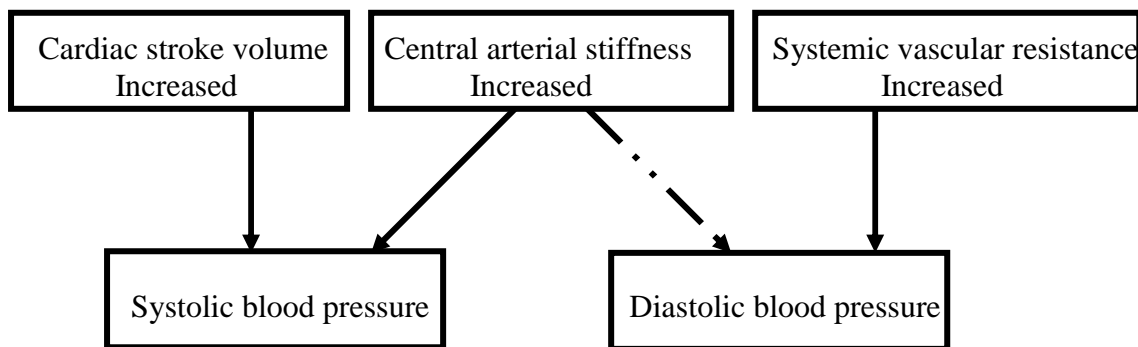 Cardiac stroke volume
Increased
Central arterial stiffness
Increased
Systemic vascular resistance
Increased
Systolic blood pressure
Diastolic blood pressure